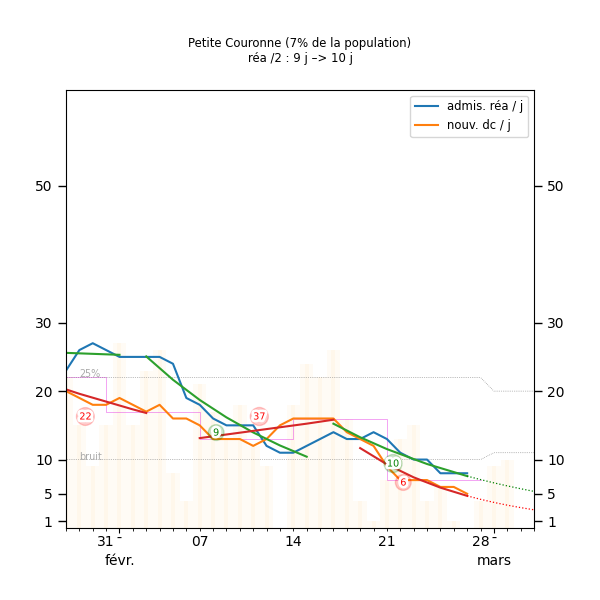 Petite Couronne (7% de la population)
réa /2 : 9 j –> 10 j
admis. réa / j
nouv. dc / j
50 50
30 30
25%
20 20
22 37
9
bruit 10
10 10
6
5 5
1 1
31 - 07 14 21 28 -
févr. mars